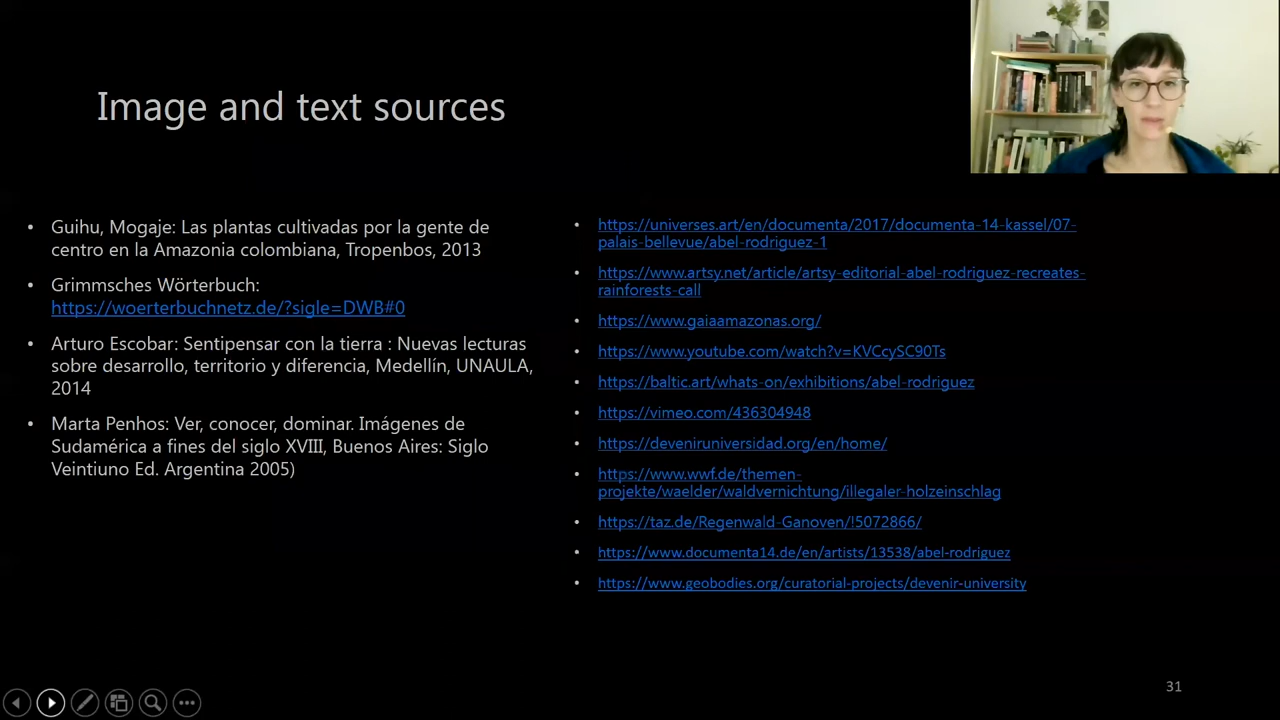 Image and text sources
• Guihu, Mogaje: Las plantas cultivadas por la gente de
centro en la Amazonia colombiana, Tropenbos, 2013
• Grimmsches Wörterbuch:
https://woerterbuchnetz.de/?sigle=DWB#0
• Arturo Escobar: Sentipensar con la tierra : Nuevas lecturas
sobre desarrollo, territorio y diferencia, Medellín, UNAULA,
2014
• Marta Penhos: Ver, conocer, dominar. Imágenes de
Sudamérica a fines del siglo XVIII, Buenos Aires: Siglo
Veintiuno Ed. Argentina 2005)
• https://universes.art/en/documenta/2017/documenta-14-kassel/07-
palais-bellevue/abel-rodriguez-1
• https://www.artsy.net/article/artsy-editorial-abel-rodriguez-recreates-
rainforests-call
• https://www.gaiaamazonas.org/
• https://www.youtube.com/watch?v=KVCcySC90Ts
• https://baltic.art/whats-on/exhibitions/abel-rodriguez
• https://vimeo.com/436304948
• https://deveniruniversidad.org/en/home/
• https://www.wwf.de/themen-
projekte/waelder/waldvernichtung/illegaler-holzeinschlag
• https://taz.de/Regenwald-Ganoven/!5072866/
• https://www.documenta14.de/en/artists/13538/abel-rodriguez
• https://www.geobodies.org/curatorial-projects/devenir-university
31